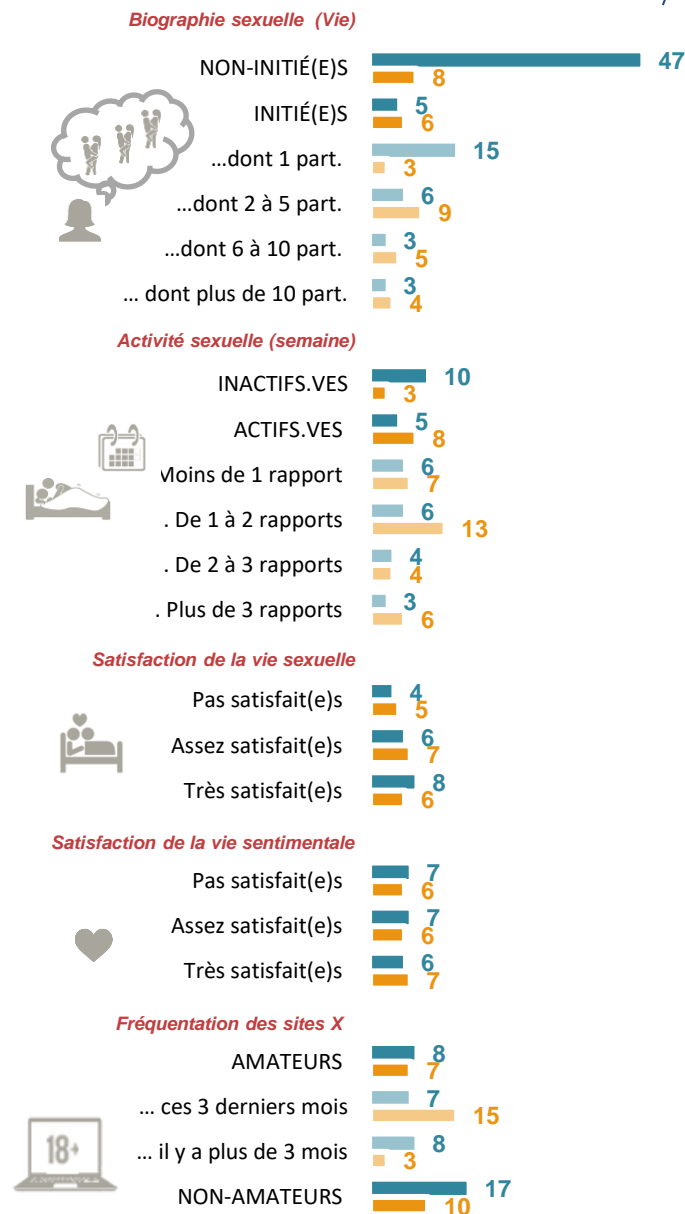 Biographie sexuelle (Vie)
NON-INITIÉ(E)S 47
8
INITIÉ(E)S 5
6
...dont 1 part. 15
3
...dont 2 à 5 part. 6
9
...dont 6 à 10 part. 3
5
... dont plus de 10 part. 3
4
Activité sexuelle (semaine)
INACTIFS.VES 10
3
ACTIFS.VES 5
8
Moins de 1 rapport 6
7
. De 1 à 2 rapports 6
13
. De 2 à 3 rapports 4
4
. Plus de 3 rapports 3
6
Satisfaction de la vie sexuelle
Pas satisfait(e)s 4
5
Assez satisfait(e)s 6
7
Très satisfait(e)s 8
6
Satisfaction de la vie sentimentale
Pas satisfait(e)s 7
6
Assez satisfait(e)s 7
6
Très satisfait(e)s 6
7
Fréquentation des sites X
AMATEURS 8
7
... ces 3 derniers mois 7
15
... il y a plus de 3 mois 8
3
18+
NON-AMATEURS 17
10